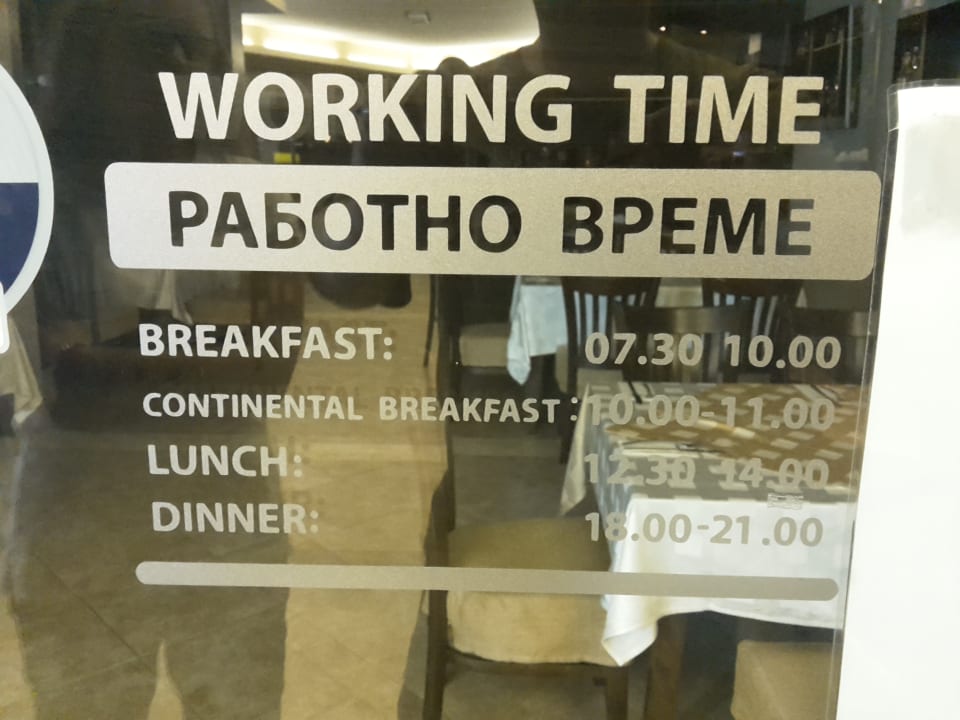 WORKING TIME
РАБОТНО ВРЕМЕ
BREAKFAST: 07.30 10.00
CONTINENTAL BREAKFAST : 10.00-11.00
LUNCH: 12.30 14.00
DINNER: 18.00-21.00